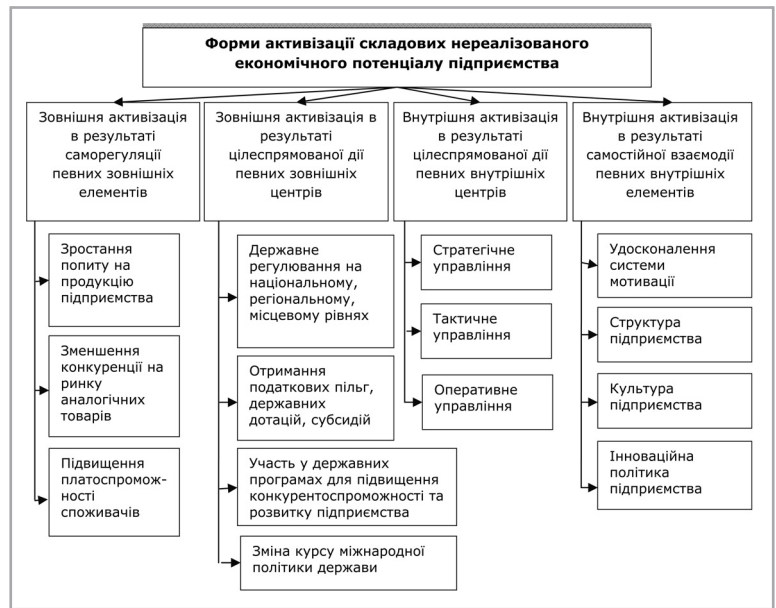 Форми активізації складових нереалізованого
економічного потенціалу підприємства
Зовнішня активізація
в результаті
саморегуляції
певних зовнішніх
елементів
Зростання
попиту на
продукцію
підприємства
Зменшення
конкуренції на
ринку
аналогічних
товарів
Підвищення
платоспромож-
ності
споживачів
Зовнішня активізація в
результаті
цілеспрямованої дії
певних зовнішніх
центрів
Державне
регулювання на
національному,
регіональному,
місцевому рівнях
Отримання
податкових пільг,
державних
дотацій, субсидій
Участь у державних
програмах для підвищення
конкурентоспроможності та
розвитку підприємства
Зміна курсу міжнародної
політики держави
Внутрішня активізація в
результаті
цілеспрямованої дії
певних внутрішніх
центрів
Стратегічне
управління
Тактичне
управління
Оперативне
управління
Внутрішня активізація
в результаті
самостійної взаємодії
певних внутрішніх
елементів
Удосконалення
системи
мотивації
Структура
підприємства
Культура
підприємства
Інноваційна
політика
підприємства